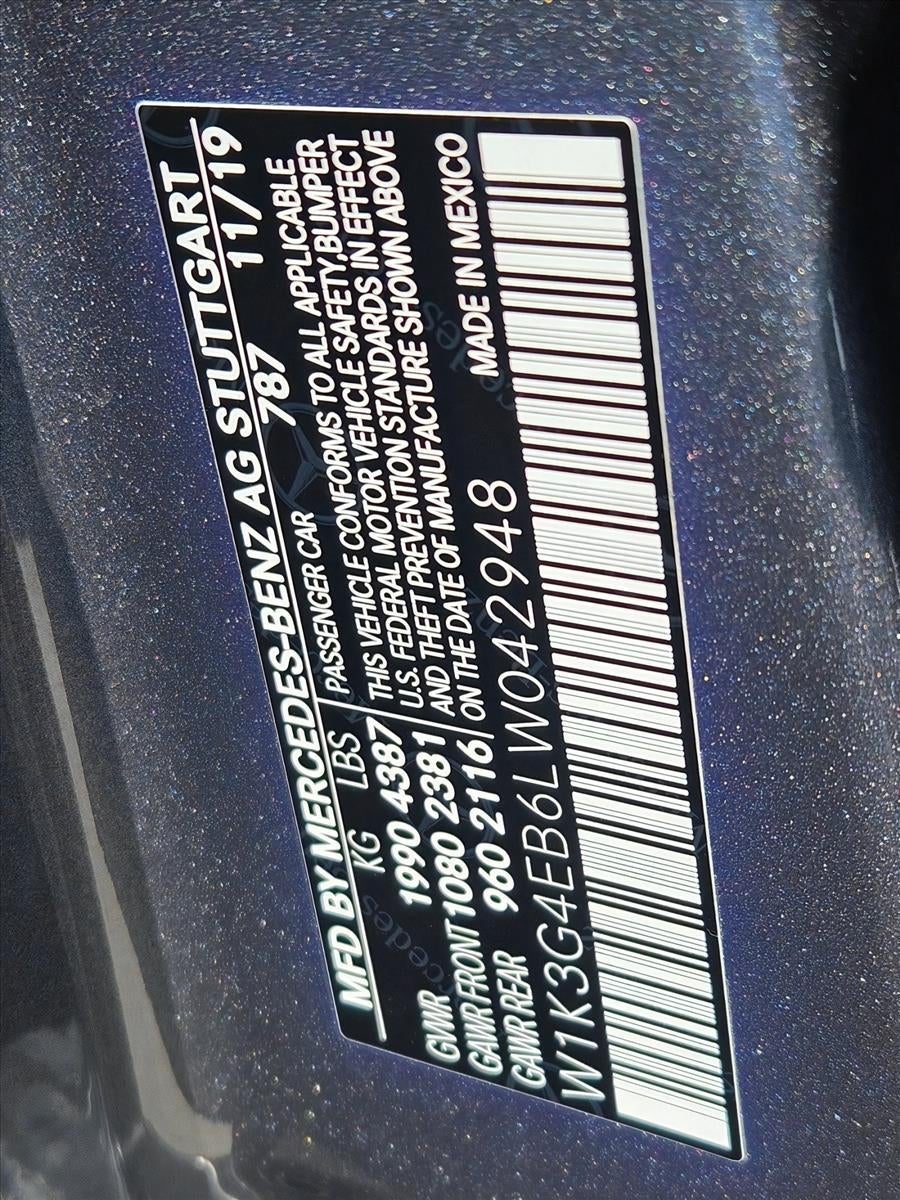 MFD BY MERCEDES-BENZ AG STUTTGART
787 11/19
KG LBS PASSENGER CAR
GVWR 1990 4387
GAWR FRONT 1080 2381
GAWR REAR 960 2116
THIS VEHICLE CONFORMS TO ALL APPLICABLE
U.S. FEDERAL MOTOR VEHICLE SAFETY,BUMPER
AND THEFT PREVENTION STANDARDS IN EFFECT
ON THE DATE OF MANUFACTURE SHOWN ABOVE
W1K3G4EB6LW042948 MADE IN MEXICO